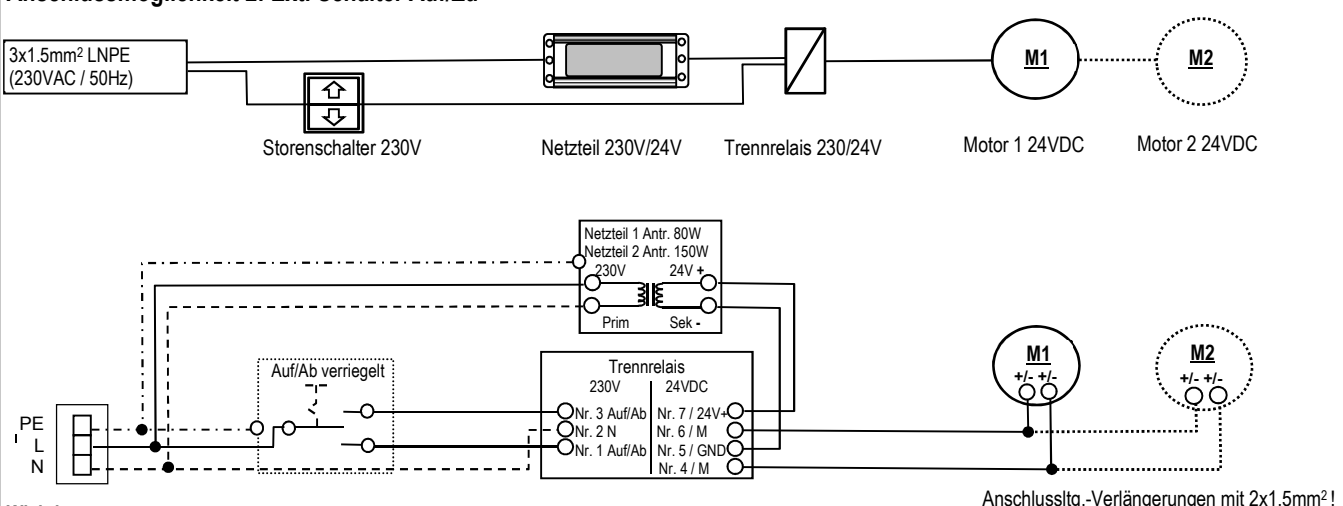 3x1.5mm² LNPE
(230VAC / 50Hz)
M1
M2
Storenschalter 230V
Netzteil 230V/24V
Trennrelais 230/24V
Motor 1 24VDC
Motor 2 24VDC
Netzteil 1 Antr. 80W
Netzteil 2 Antr. 150W
230V 24V +
Prim Sek -
Auf/Ab verriegelt
Trennrelais
230V 24VDC
Nr. 3 Auf/Ab Nr. 7 / 24V+
Nr. 2 N Nr. 6 / M
Nr. 1 Auf/Ab Nr. 5 / GND
Nr. 4 / M
M1
+/- +/-
M2
+/- +/-
PE
L
N
Anschlussltg.-Verlängerungen mit 2x1.5mm² !